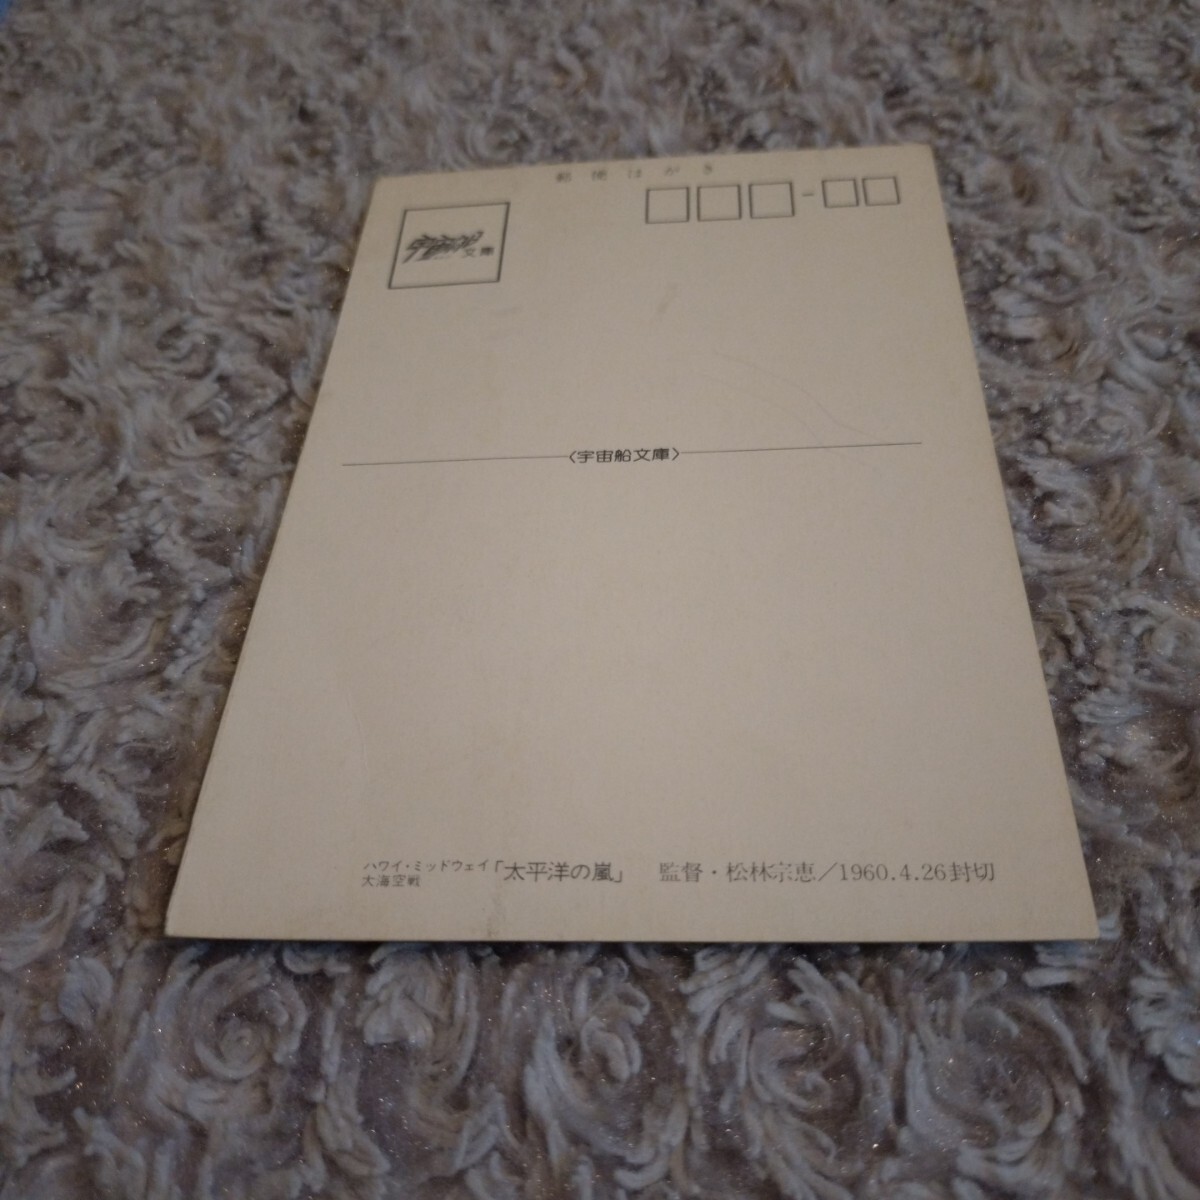 郵便はがき
宇宙船
文庫
〈宇宙船文庫〉
ハワイ・ミッドウェイ
大海空戦
「太平洋の嵐」 監督・松林宗恵／1960.4.26封切